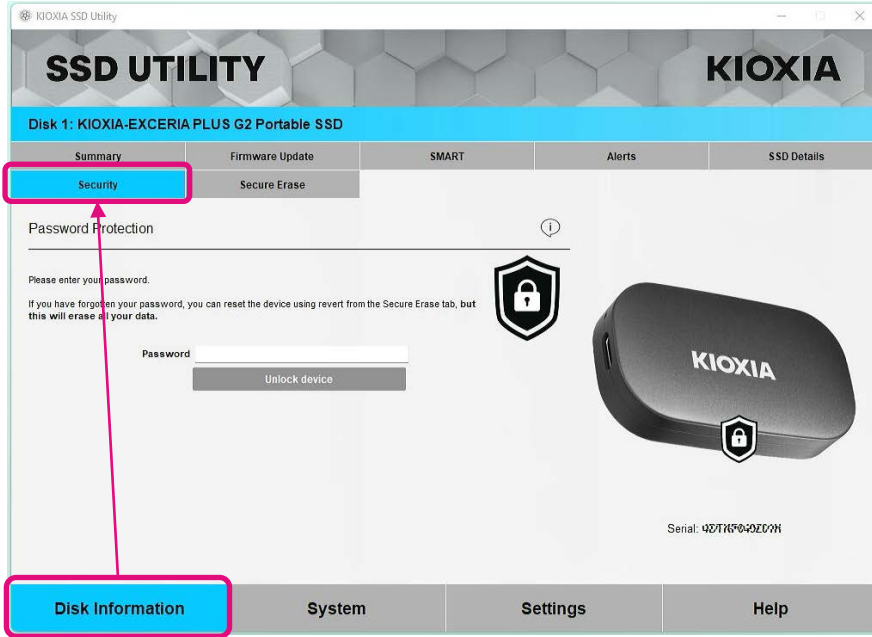 KIOXIA SSD Utility
SSD UTILITY
KIOXIA
Disk 1: KIOXIA-EXCERIA PLUS G2 Portable SSD
Summary
Firmware Update
SMART
Alerts
SSD Details
Security
Secure Erase
Password Protection
Please enter your password.
If you have forgotten your password, you can reset the device using revert from the Secure Erase tab, but
this will erase all your data.
Password
Unlock device
KIOXIA
Serial:
Disk Information
System
Settings
Help